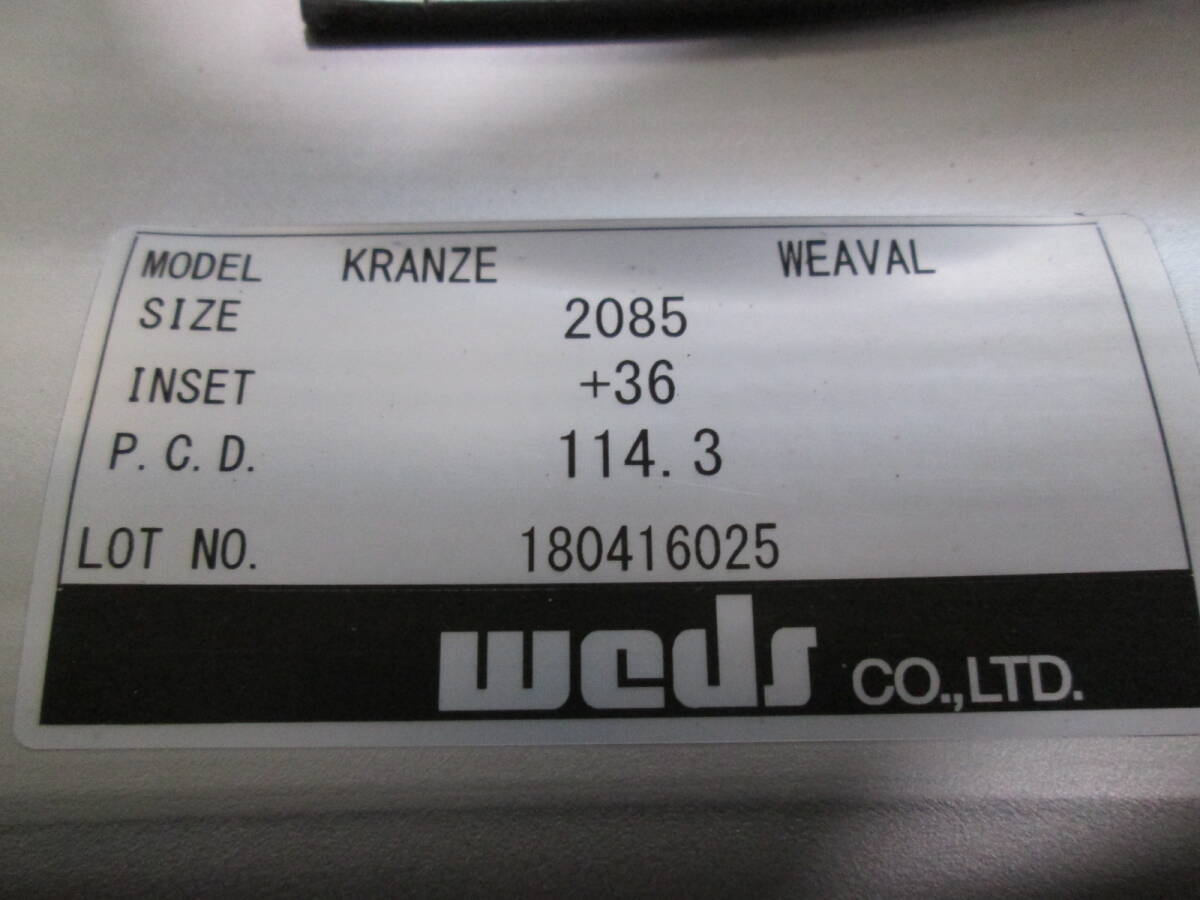 MODEL KRANZE WEAVAL
SIZE 2085
INSET +36
P.C.D. 114.3
LOT NO. 180416025
weds CO.,LTD.